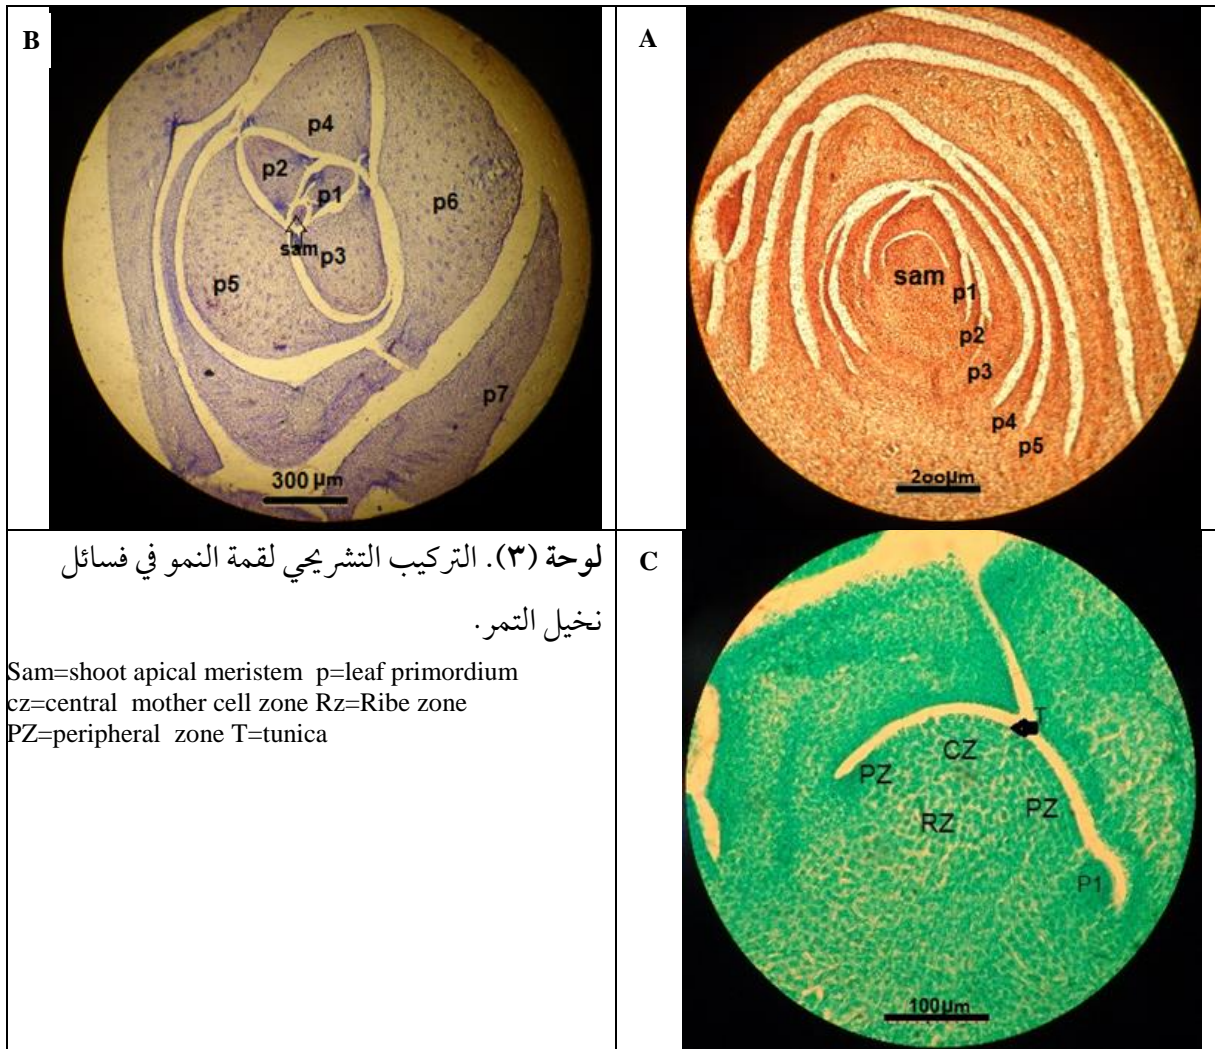 B
p4
p2
p1
p6
sam
p3
p5
p7
300 µm
A
sam
p1
p2
p3
p4
p5
2ooµm
لوحة (٣). التركيب التشريحي لقمة النمو في فسائل
نخيل التمر.
Sam=shoot apical meristem p=leaf primordium
cz=central mother cell zone Rz=Ribe zone
PZ=peripheral zone T=tunica
C
T
CZ
PZ
PZ
RZ
P1
100µm